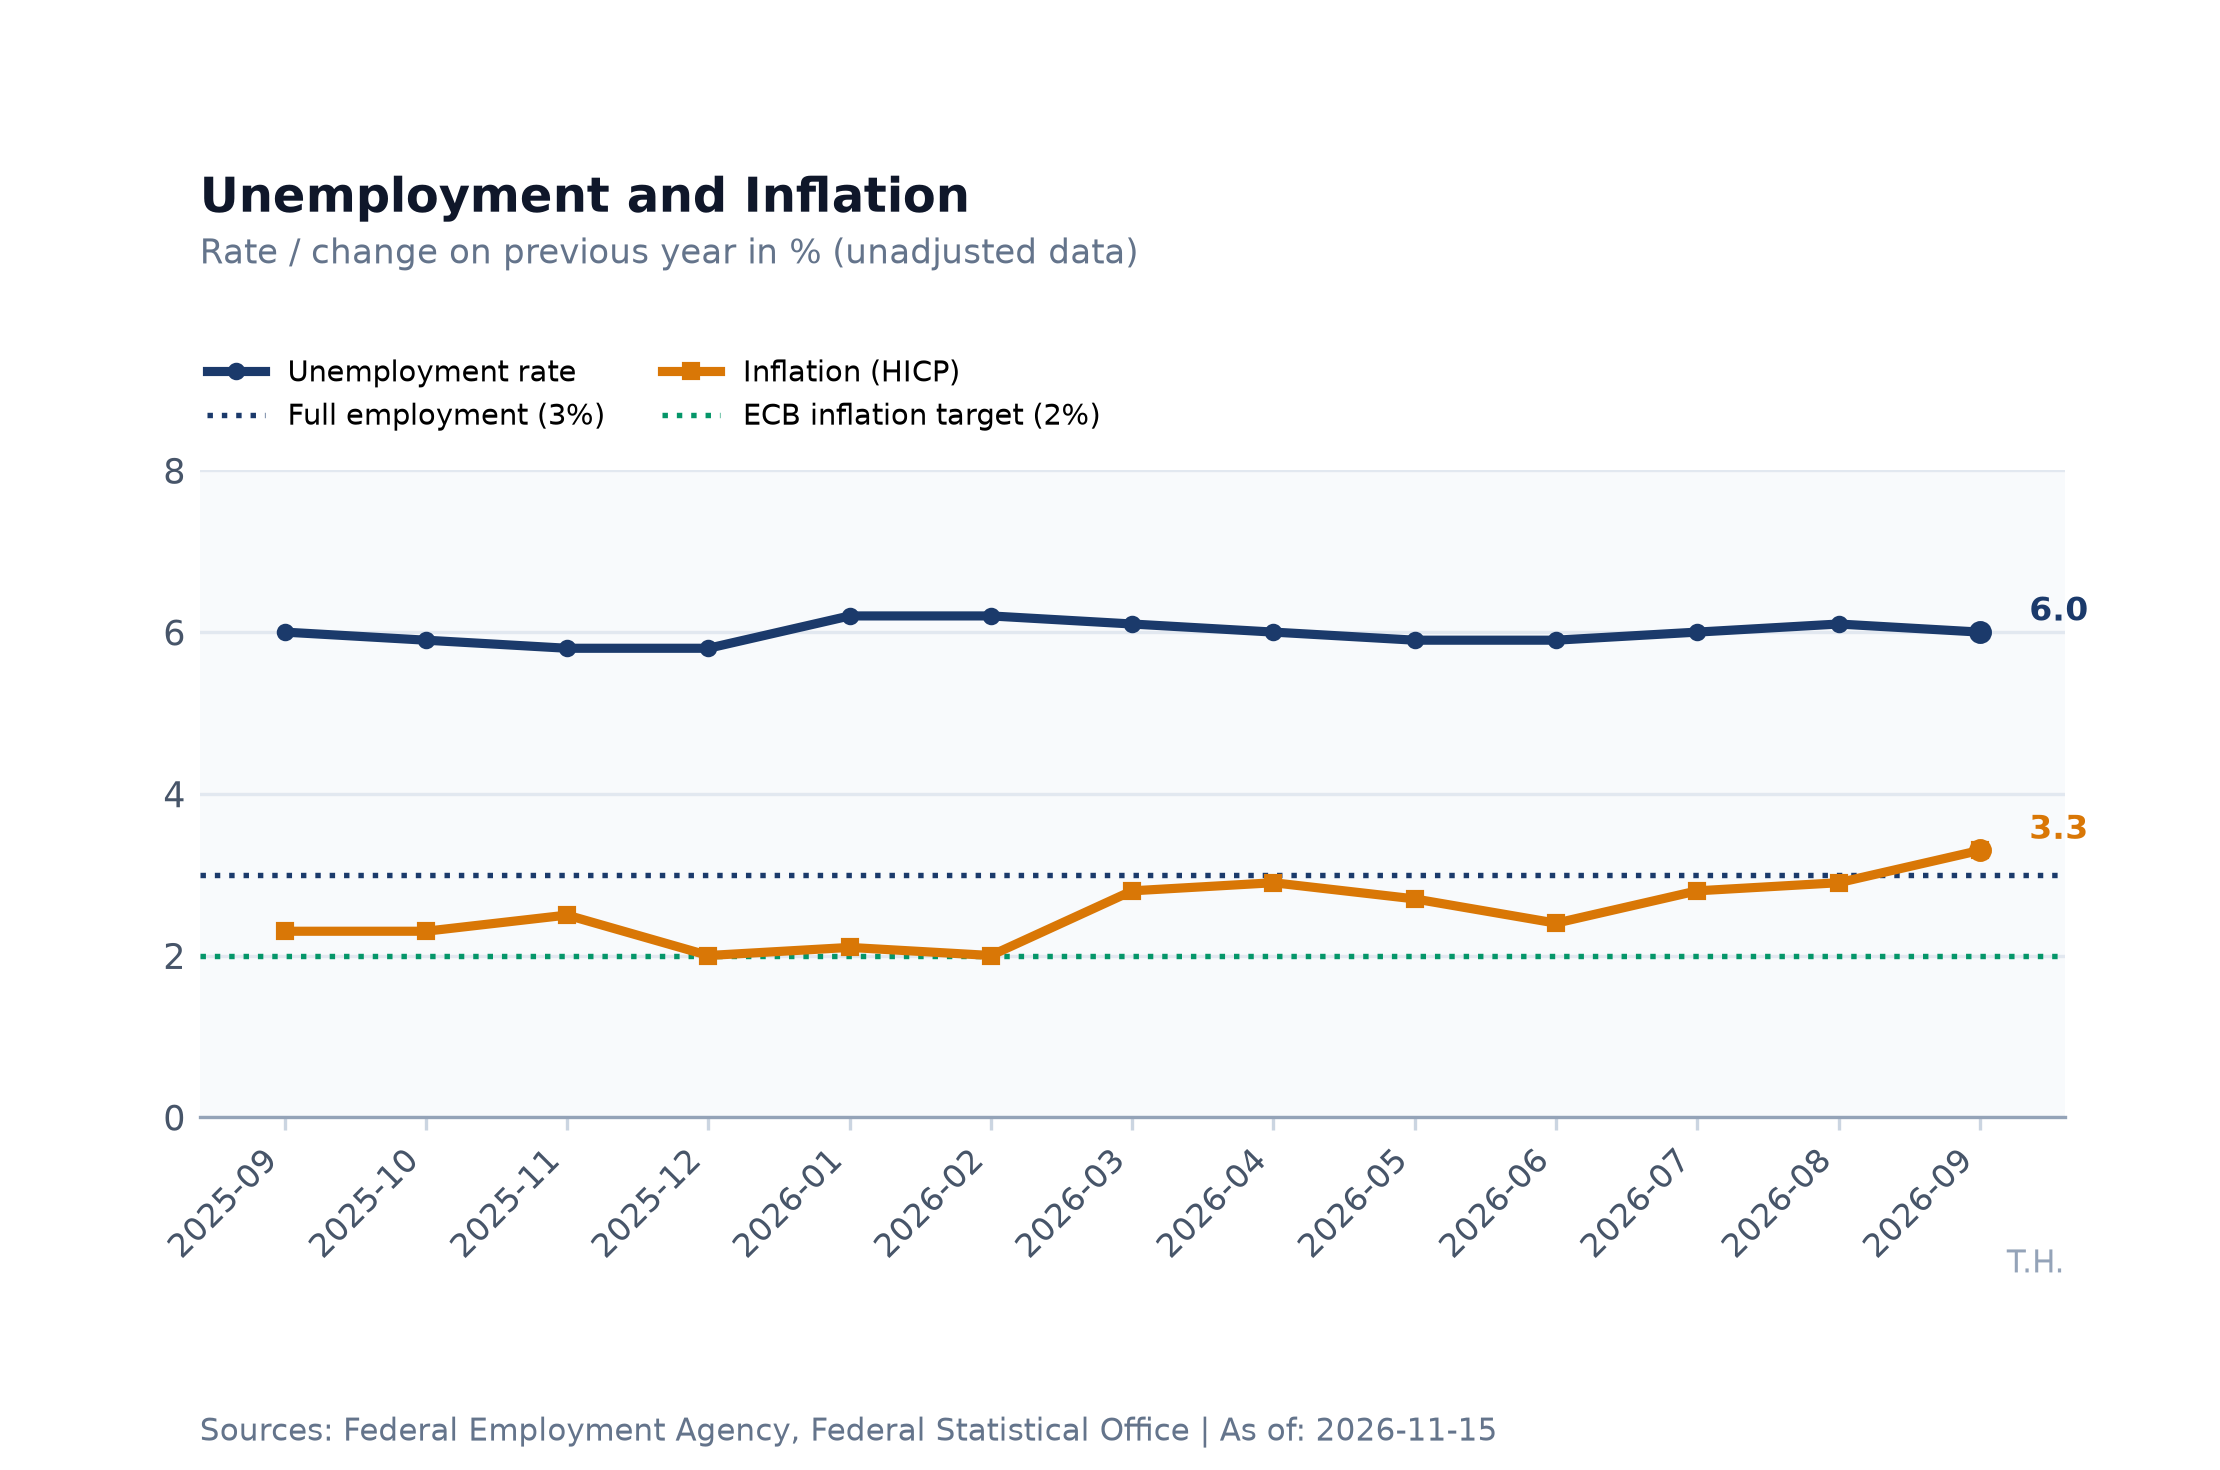 Unemployment and Inflation
Rate / change on previous year in % (unadjusted data)
Unemployment rate
Inflation (HICP)
Full employment (3%)
ECB inflation target (2%)
8
6
4
2
0
6.0
3.3
2025-09
2025-10
2025-11
2025-12
2026-01
2026-02
2026-03
2026-04
2026-05
2026-06
2026-07
2026-08
2026-09
T.H.
Sources: Federal Employment Agency, Federal Statistical Office | As of: 2026-11-15